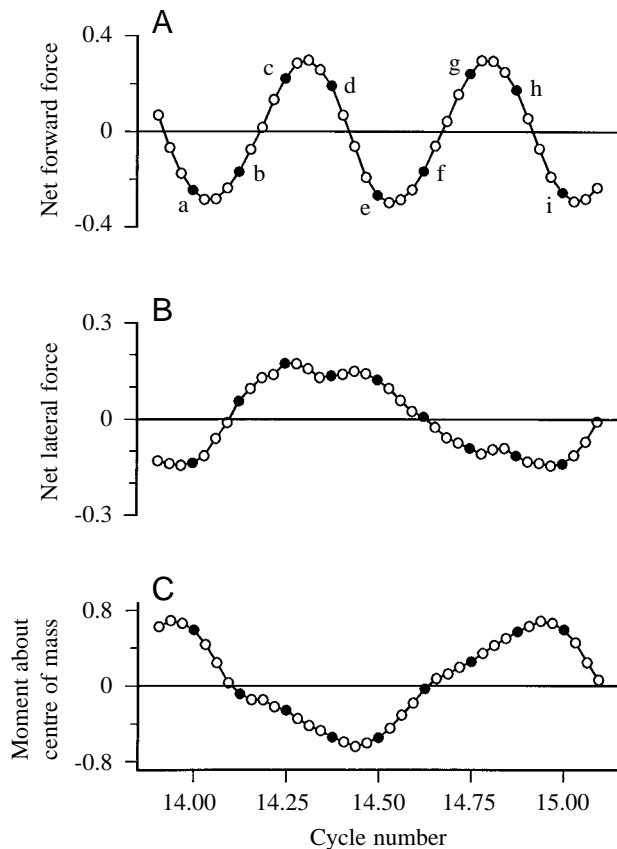 A
0.4
0
-0.4
Net forward force
a
b
c
d
e
f
g
h
i
B
0.3
0
-0.3
Net lateral force
C
0.8
0
-0.8
Moment about
centre of mass
14.00 14.25 14.50 14.75 15.00
Cycle number